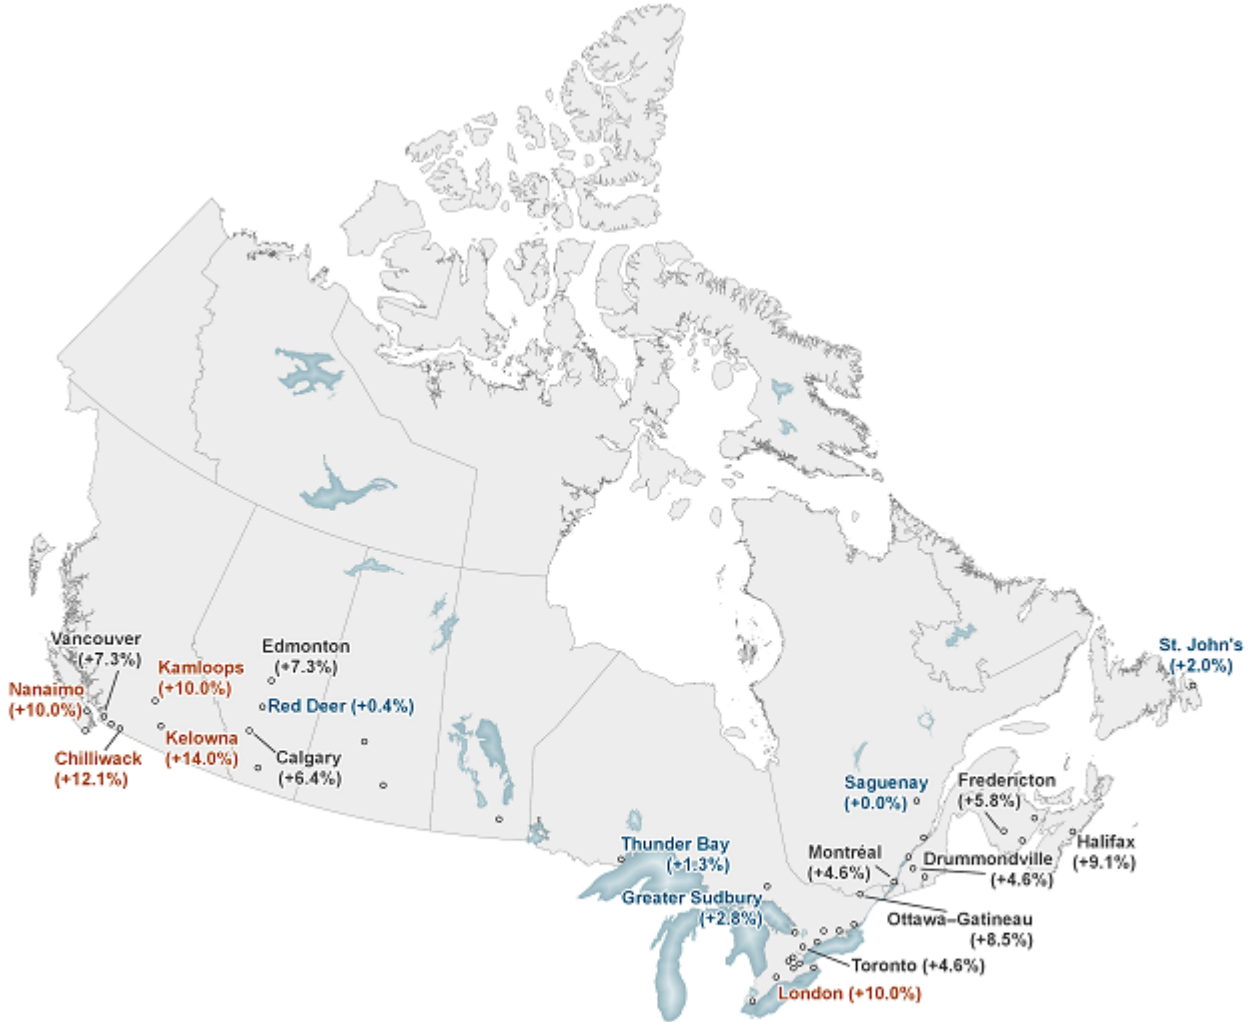 Vancouver
(+7.3%)
Edmonton
(+7.3%)
Kamloops
(+10.0%)
Nanaimo
(+10.0%)
Red Deer (+0.4%)
Kelowna
(+14.0%)
Chilliwack
(+12.1%)
Calgary
(+6.4%)
St. John's
(+2.0%)
Saguenay
(+0.0%)
Fredericton
(+5.8%)
Thunder Bay
(+1.3%)
Montréal
(+4.6%)
Drummondville
(+4.6%)
Halifax
(+9.1%)
Greater Sudbury
(+2.8%)
Ottawa–Gatineau
(+8.5%)
Toronto (+4.6%)
London (+10.0%)